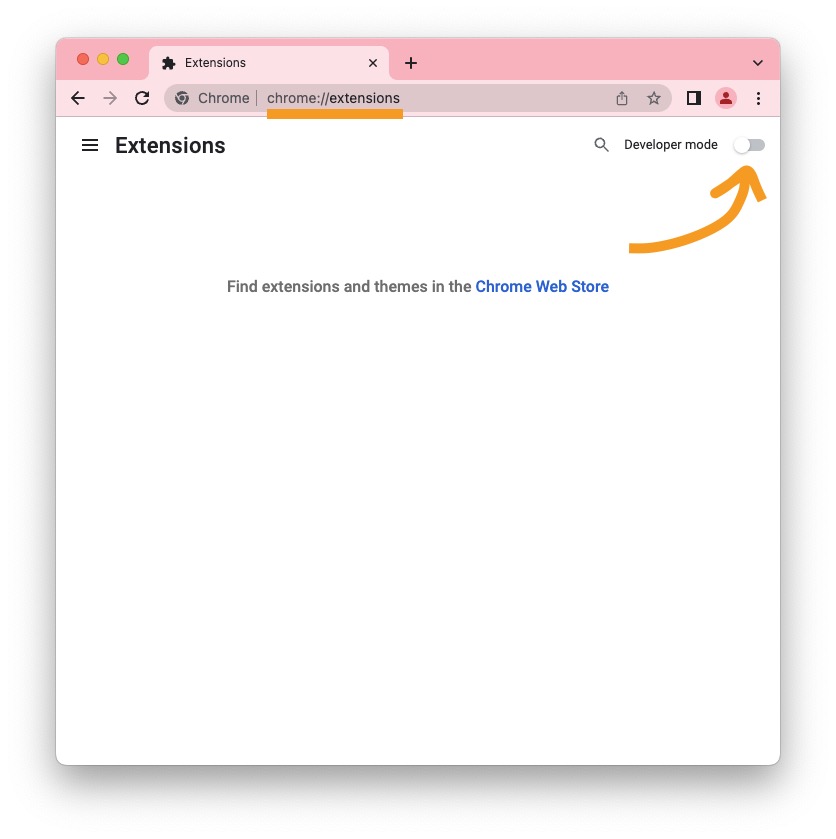 Extensions
Chrome | chrome://extensions
Extensions
Developer mode
Find extensions and themes in the Chrome Web Store